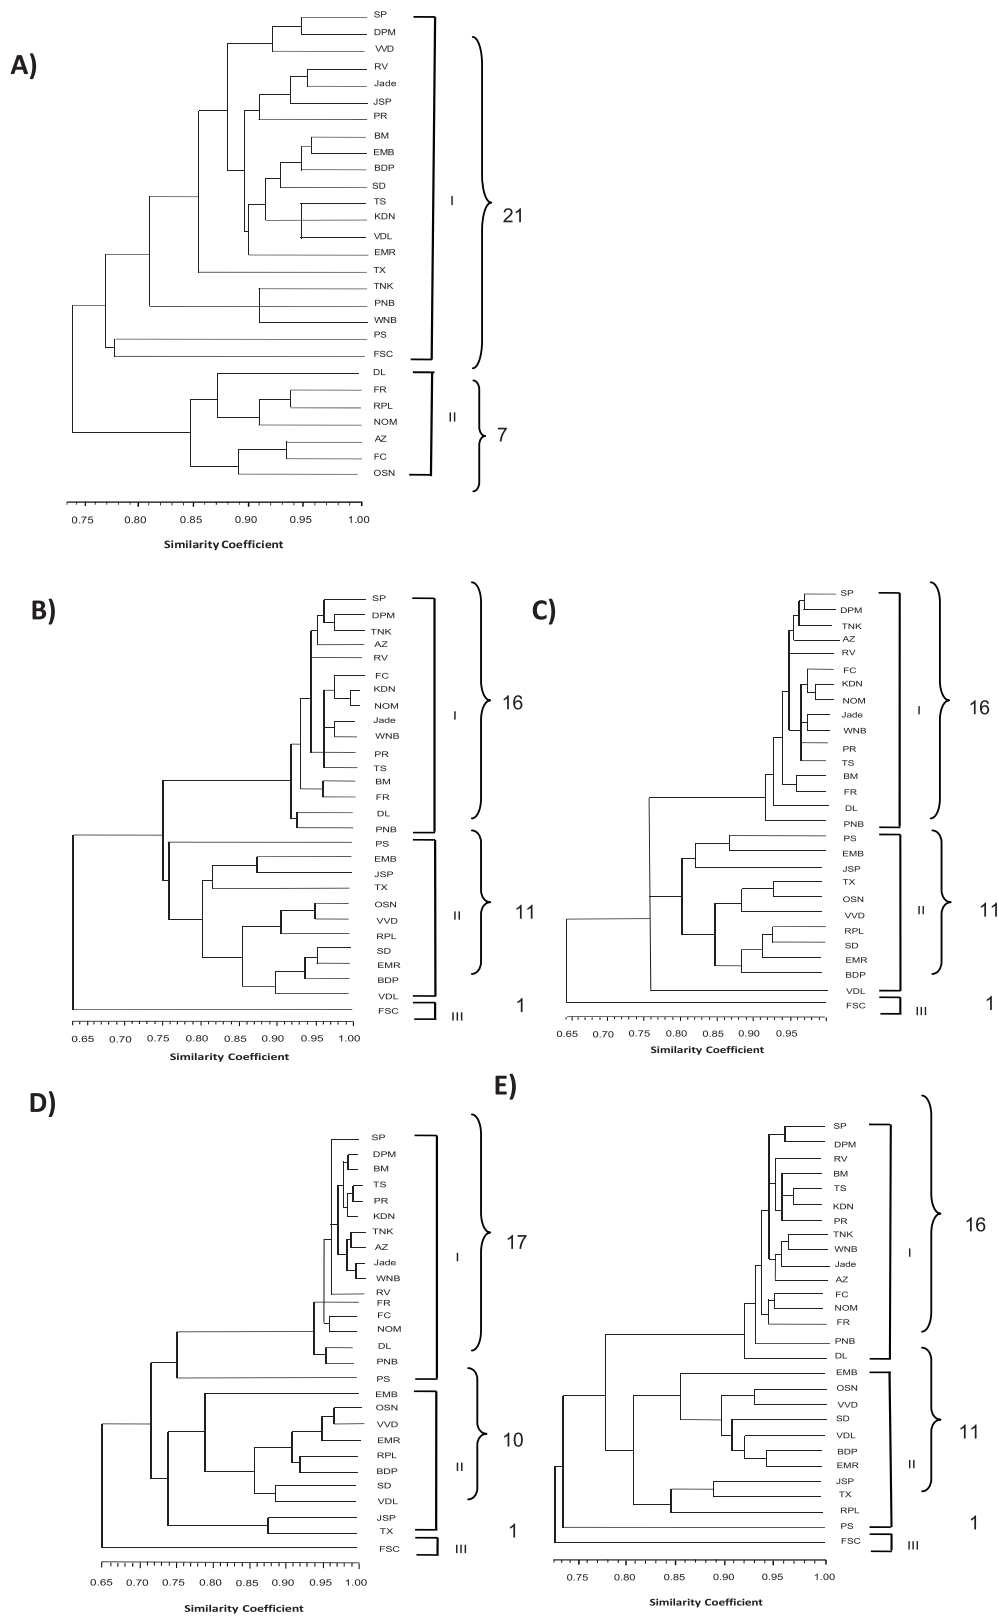 A)
SP
DPM
VVD
RV
Jade
JSP
PR
BM
EMB
BDP
SD
TS
KDN
VDL
EMR
TX
TNK
PNB
WNB
PS
FSC
DL
FR
RPL
NOM
AZ
FC
OSN
I
II
21
7
0.75 0.80 0.85 0.90 0.95 1.00
Similarity Coefficient
B)
SP
DPM
TNK
AZ
RV
FC
KDN
NOM
Jade
WNB
PR
TS
BM
FR
DL
PNB
PS
EMB
JSP
TX
OSN
VVD
RPL
SD
EMR
BDP
VDL
FSC
I
II
III
16
11
1
0.65 0.70 0.75 0.80 0.85 0.90 0.95 1.00
Similarity Coefficient
C)
SP
DPM
TNK
AZ
RV
FC
KDN
NOM
Jade
WNB
PR
TS
BM
FR
DL
PNB
PS
EMB
JSP
TX
OSN
VVD
RPL
SD
EMR
BDP
VDL
FSC
I
II
III
16
11
1
0.65 0.70 0.75 0.80 0.85 0.90 0.95
Similarity Coefficient
D)
SP
DPM
BM
TS
PR
KDN
TNK
AZ
Jade
WNB
RV
FR
FC
NOM
DL
PNB
PS
EMB
OSN
VVD
EMR
RPL
BDP
SD
VDL
JSP
TX
FSC
I
II
III
17
10
1
0.65 0.70 0.75 0.80 0.85 0.90 0.95 1.00
Similarity Coefficient
E)
SP
DPM
RV
BM
TS
KDN
PR
TNK
WNB
Jade
AZ
FC
NOM
FR
PNB
DL
EMB
OSN
VVD
SD
VDL
BDP
EMR
JSP
TX
RPL
PS
FSC
I
II
III
16
11
1
0.75 0.80 0.85 0.90 0.95 1.00
Similarity Coefficient